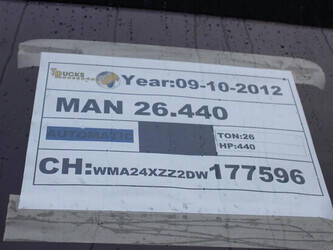 TRUCKS
Year:09-10-2012
MAN 26.440
AUTOMATIC
TON:26
HP:440
CH:WMA24XZZ2DW177596